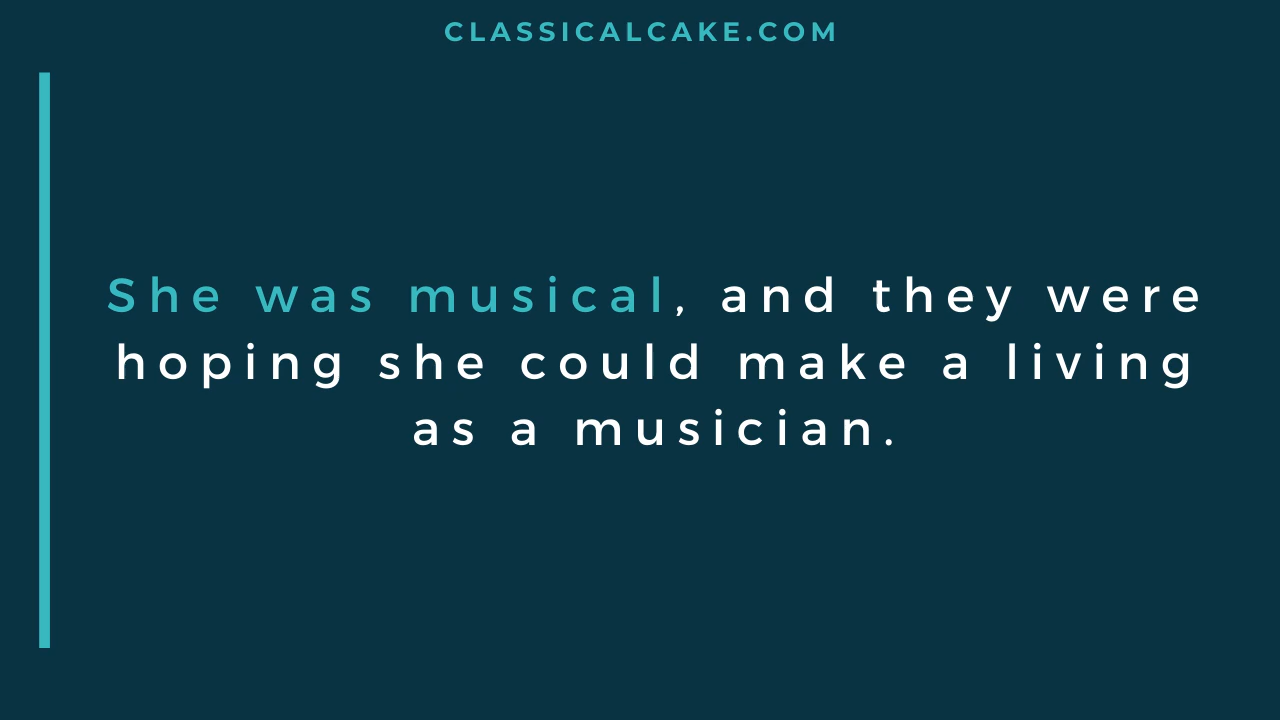 CLASSICALCAKE.COM
She was musical, and they were
hoping she could make a living
as a musician.